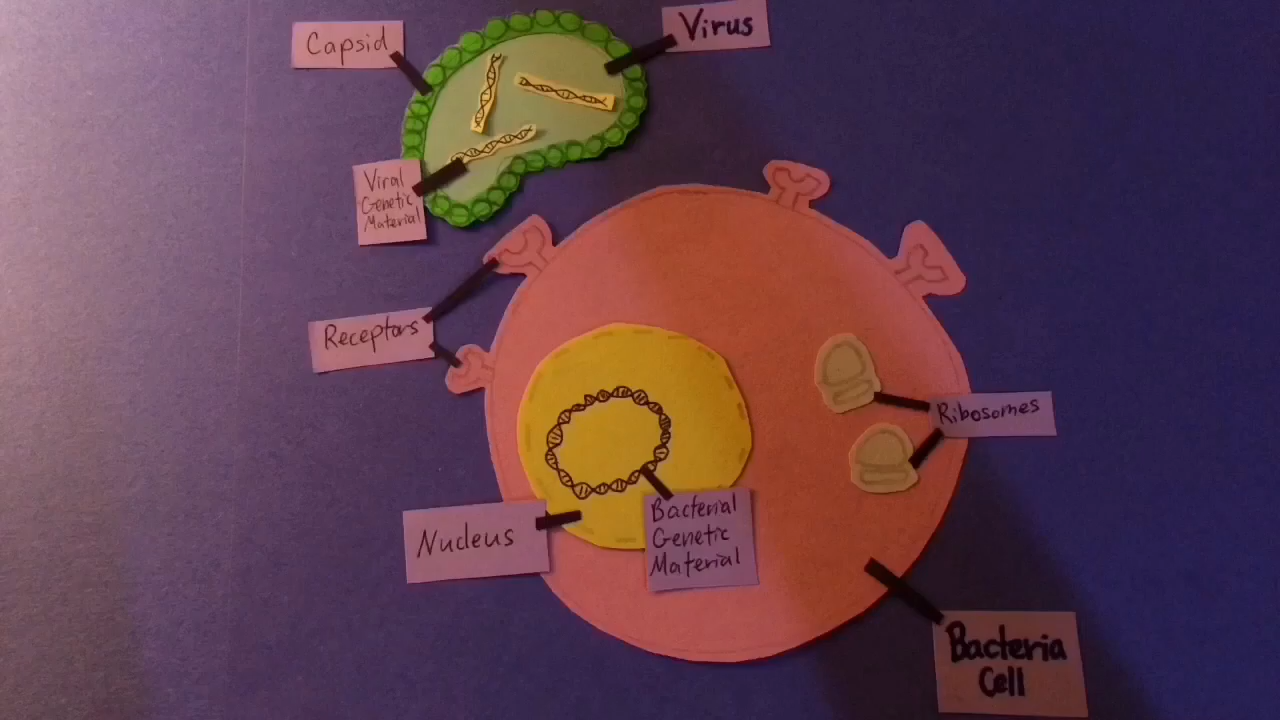 Capsid
Virus
Viral
Genetic
Material
Receptors
Ribosomes
Nucleus
Bacterial
Genetic
Material
Bacteria
Cell